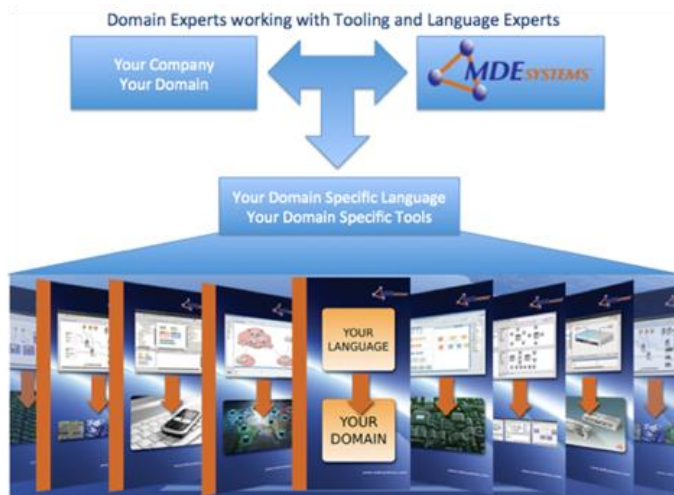 Domain Experts working with Tooling and Language Experts
Your Company
Your Domain
MDE SYSTEMS
Your Domain Specific Language
Your Domain Specific Tools
YOUR
LANGUAGE
YOUR
DOMAIN